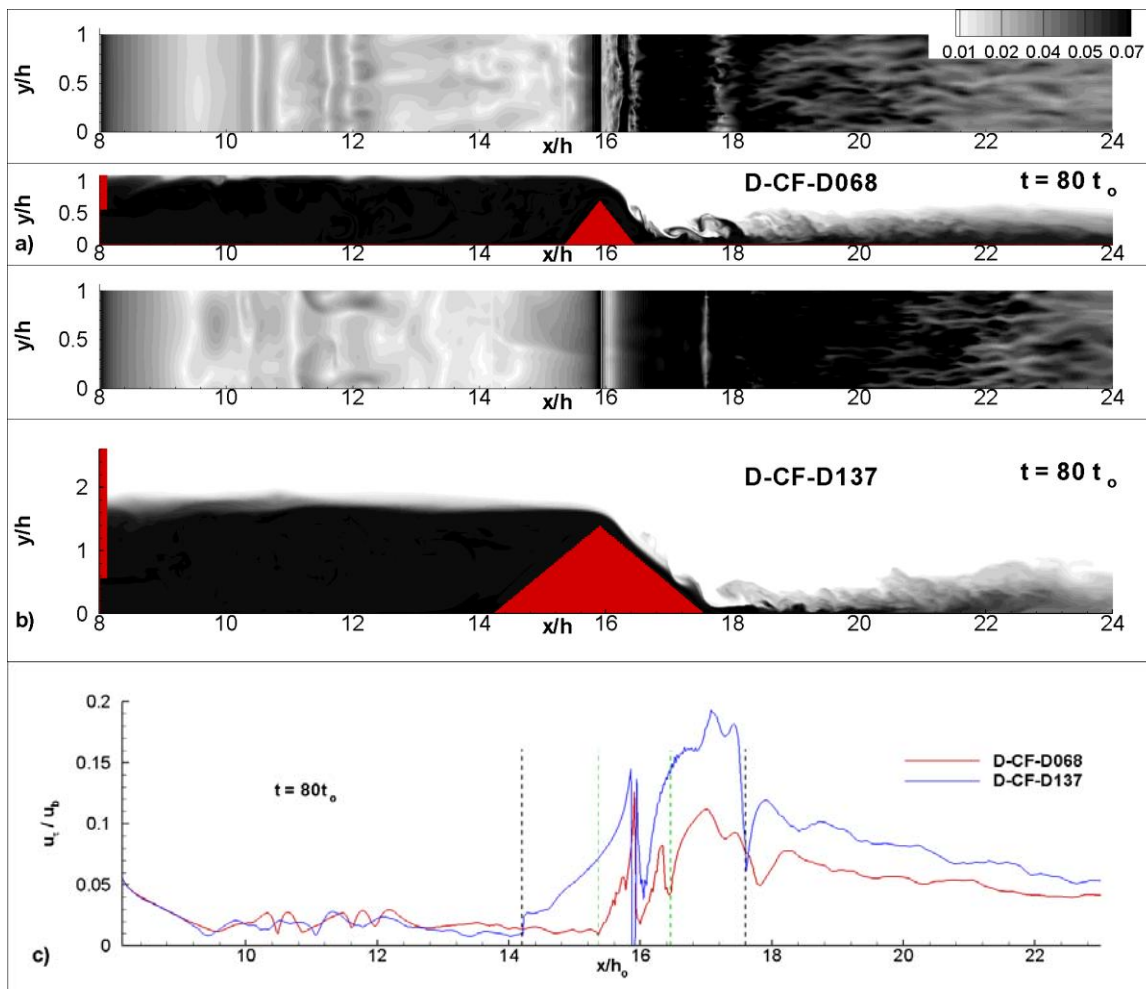 0.01 0.02 0.04 0.05 0.07
y/h
1
0.5
0
8 10 12 14 16 18 20 22 24
x/h
D-CF-D068 t = 80 t o
y/h
1
0.5
0
a)
8 10 12 14 16 18 20 22 24
x/h
y/h
1
0.5
0
8 10 12 14 16 18 20 22 24
x/h
D-CF-D137 t = 80 t o
y/h
2
1
0
b)
8 10 12 14 16 18 20 22 24
x/h
0.2
0.15
0.1
0.05
0
uτ / ub
t = 80to
D-CF-D068
D-CF-D137
10 12 14 16 18 20 22
x/ho
c)